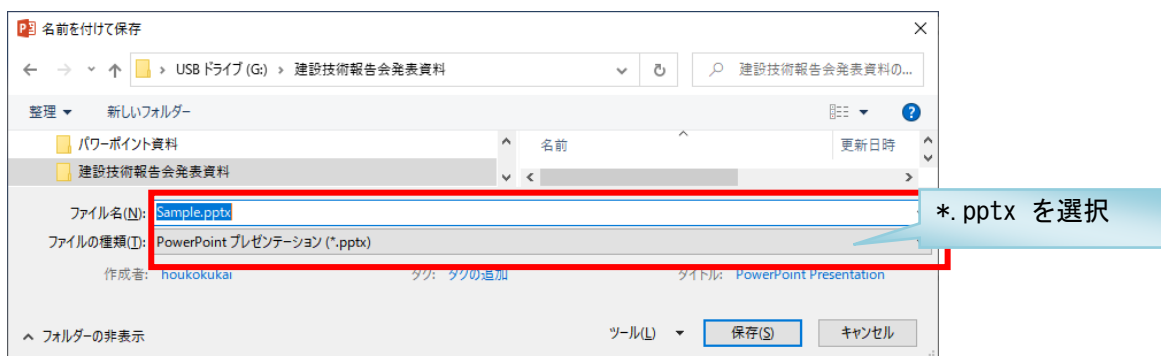 名前を付けて保存
USB ドライブ (G:) › 建設技術報告会発表資料
建設技術報告会発表資料の...
整理 新しいフォルダー
パワーポイント資料
建設技術報告会発表資料
名前 更新日時
ファイル名(N): Sample.pptx
ファイルの種類(T): PowerPoint プレゼンテーション (*.pptx)
*.pptx を選択
作成者: houkokukai タグ: タグの追加 タイトル: PowerPoint Presentation
フォルダーの非表示 ツール(L) 保存(S) キャンセル